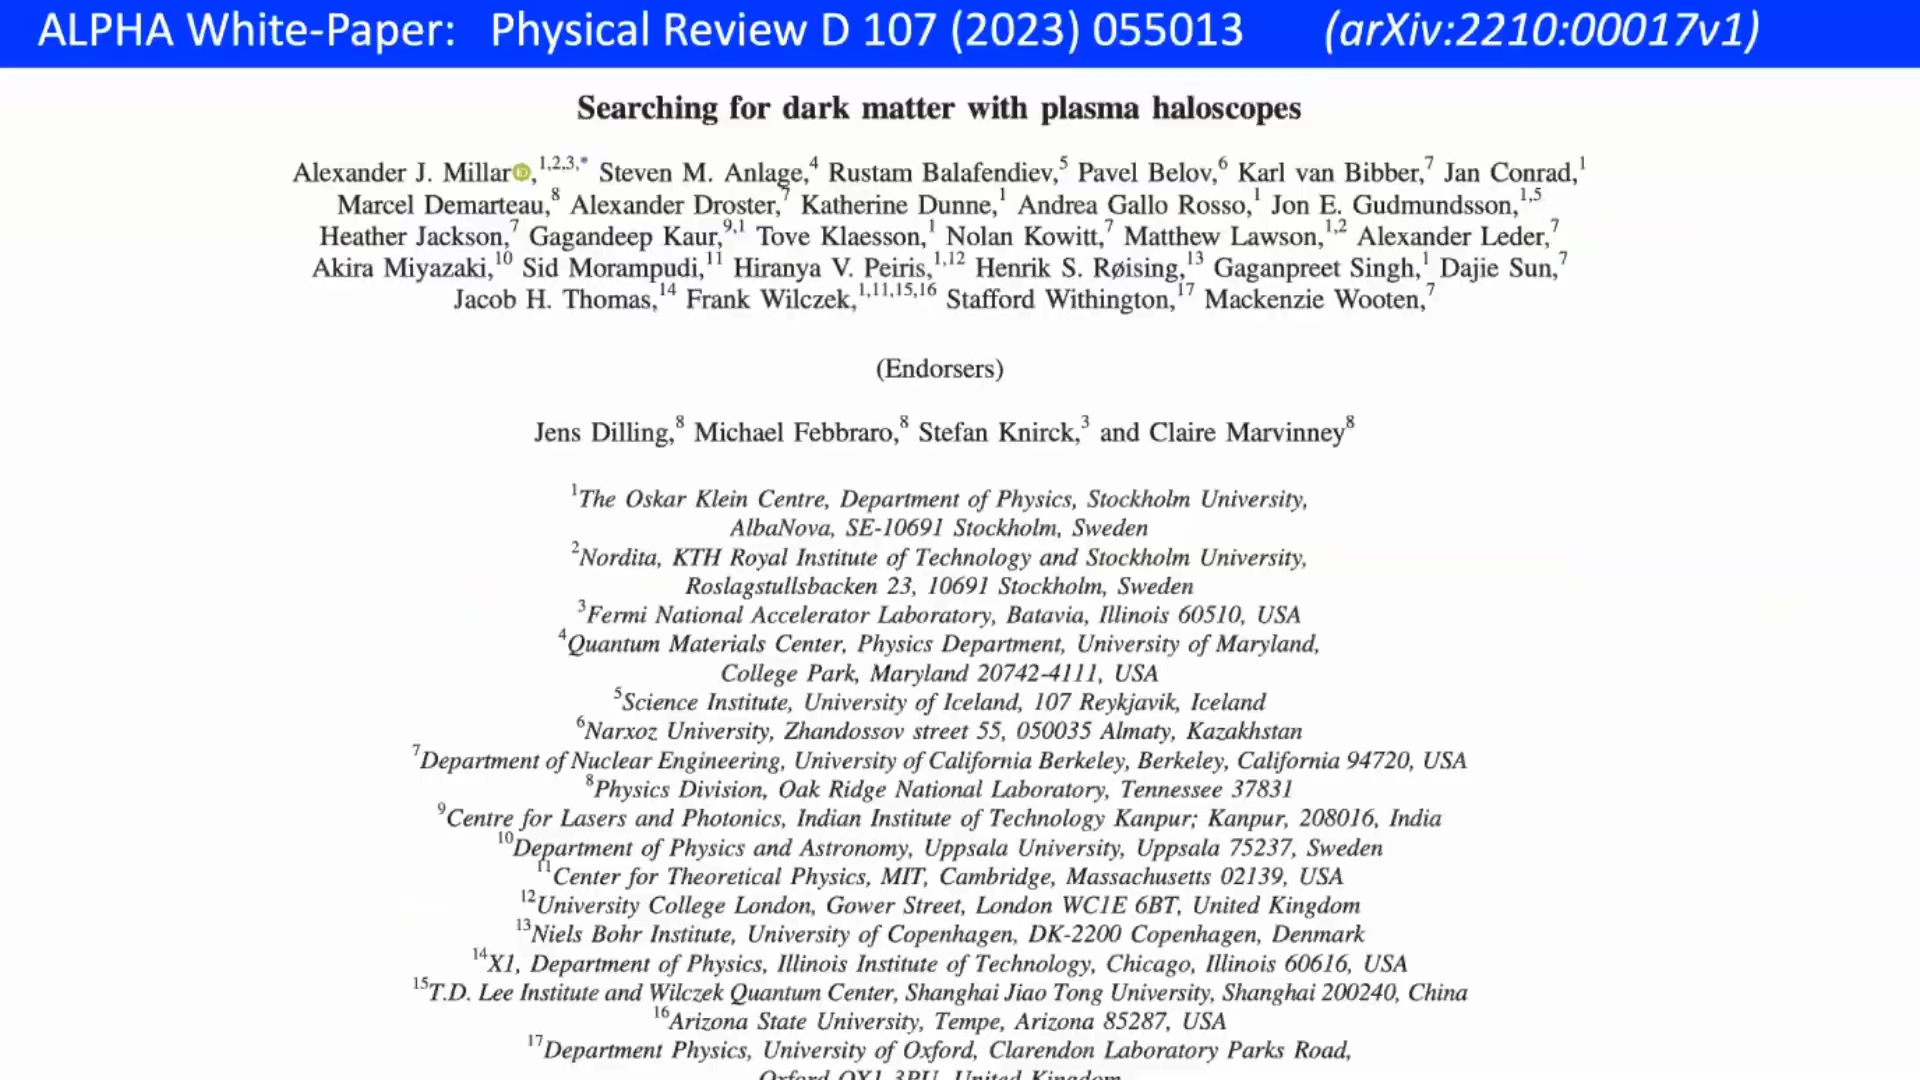 ALPHA White-Paper: Physical Review D 107 (2023) 055013 (arXiv:2210:00017v1)
Searching for dark matter with plasma haloscopes
Alexander J. Millar,1,2,3,* Steven M. Anlage,4 Rustam Balafendiev,5 Pavel Belov,6 Karl van Bibber,7 Jan Conrad,1
Marcel Demarteau,8 Alexander Droster,7 Katherine Dunne,1 Andrea Gallo Rosso,1 Jon E. Gudmundsson,1,5
Heather Jackson,7 Gagandeep Kaur,9,1 Tove Klaesson,1 Nolan Kowitt,7 Matthew Lawson,1,2 Alexander Leder,7
Akira Miyazaki,10 Sid Morampudi,11 Hiranya V. Peiris,1,12 Henrik S. Røising,13 Gaganpreet Singh,1 Dajie Sun,7
Jacob H. Thomas,14 Frank Wilczek,1,11,15,16 Stafford Withington,17 Mackenzie Wooten,7
(Endorsers)
Jens Dilling,8 Michael Febbraro,8 Stefan Knirck,3 and Claire Marvinney8
1The Oskar Klein Centre, Department of Physics, Stockholm University,
AlbaNova, SE-10691 Stockholm, Sweden
2Nordita, KTH Royal Institute of Technology and Stockholm University,
Roslagstullsbacken 23, 10691 Stockholm, Sweden
3Fermi National Accelerator Laboratory, Batavia, Illinois 60510, USA
4Quantum Materials Center, Physics Department, University of Maryland,
College Park, Maryland 20742-4111, USA
5Science Institute, University of Iceland, 107 Reykjavik, Iceland
6Narxoz University, Zhandossov street 55, 050035 Almaty, Kazakhstan
7Department of Nuclear Engineering, University of California Berkeley, Berkeley, California 94720, USA
8Physics Division, Oak Ridge National Laboratory, Tennessee 37831
9Centre for Lasers and Photonics, Indian Institute of Technology Kanpur; Kanpur, 208016, India
10Department of Physics and Astronomy, Uppsala University, Uppsala 75237, Sweden
11Center for Theoretical Physics, MIT, Cambridge, Massachusetts 02139, USA
12University College London, Gower Street, London WC1E 6BT, United Kingdom
13Niels Bohr Institute, University of Copenhagen, DK-2200 Copenhagen, Denmark
14X1, Department of Physics, Illinois Institute of Technology, Chicago, Illinois 60616, USA
15T.D. Lee Institute and Wilczek Quantum Center, Shanghai Jiao Tong University, Shanghai 200240, China
16Arizona State University, Tempe, Arizona 85287, USA
17Department Physics, University of Oxford, Clarendon Laboratory Parks Road,
Oxford OX1 3PU, United Kingdom